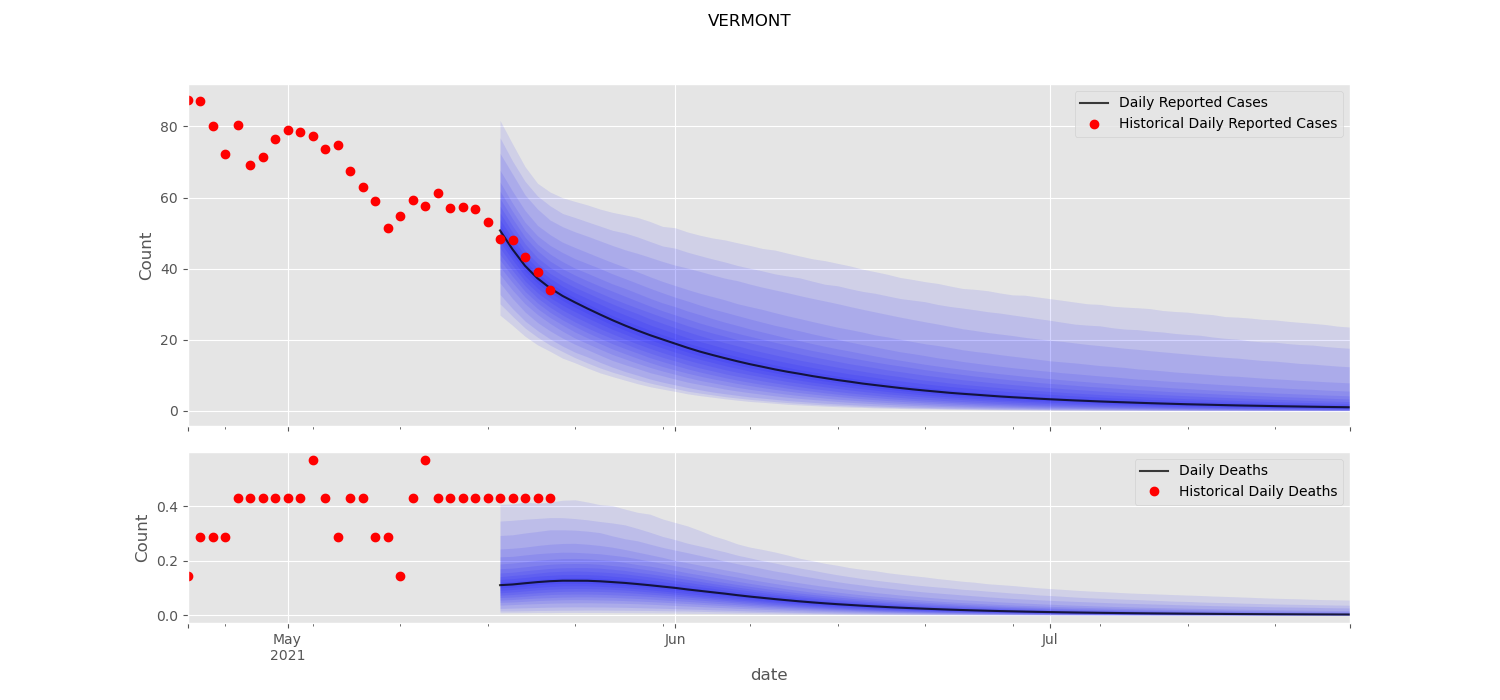 VERMONT
Daily Reported Cases
Historical Daily Reported Cases
80
60
40
20
0
Count
Daily Deaths
Historical Daily Deaths
0.4
0.2
0.0
Count
May
2021
Jun
Jul
date